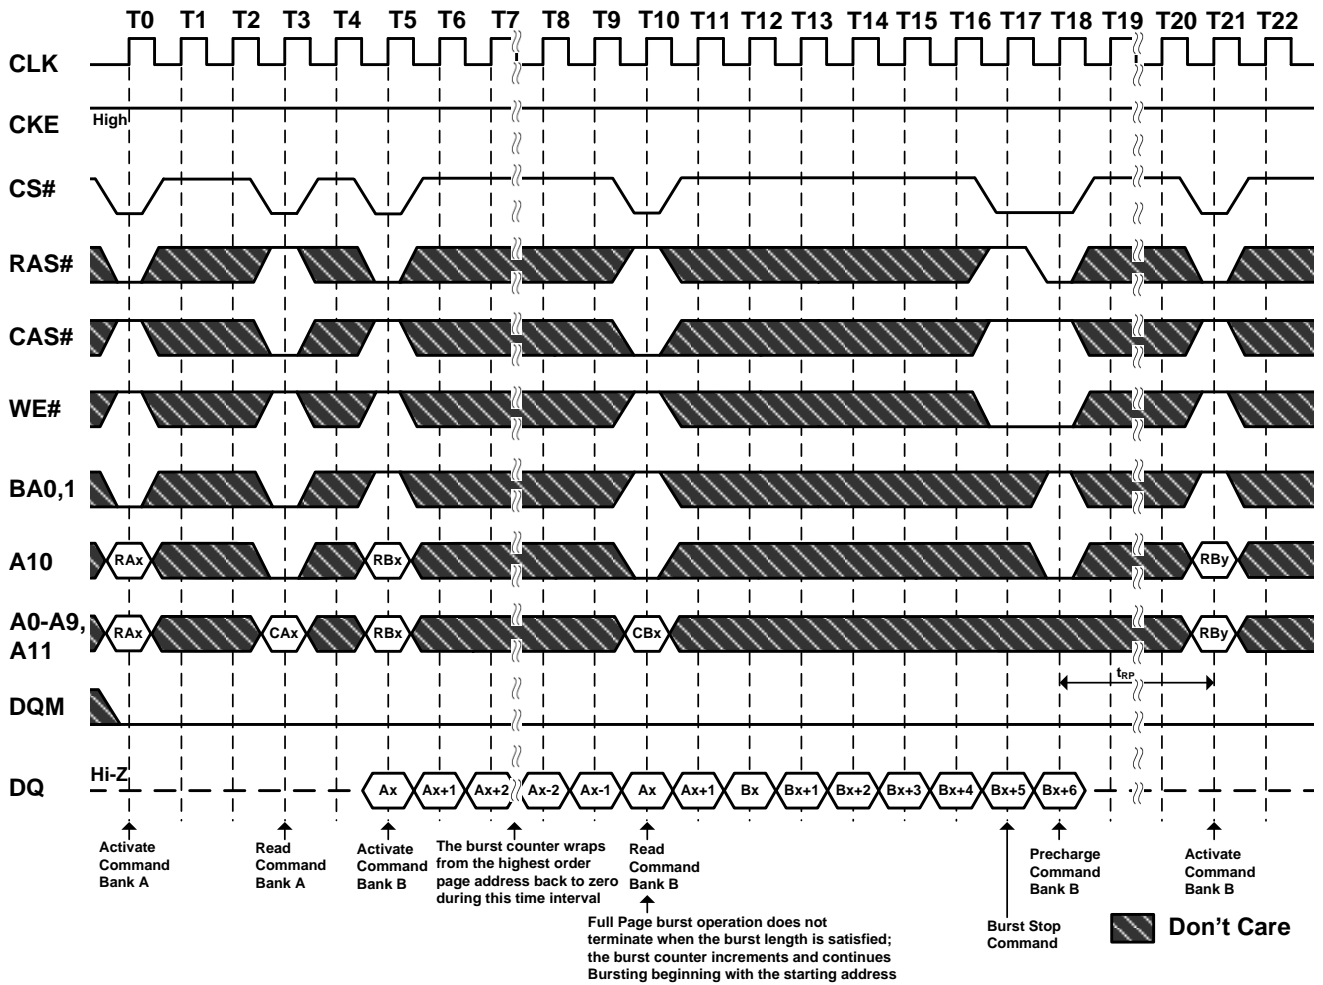 T0 T1 T2 T3 T4 T5 T6 T7 T8 T9 T10 T11 T12 T13 T14 T15 T16 T17 T18 T19 T20 T21 T22
CLK
CKE
High
CS#
RAS#
CAS#
WE#
BA0,1
A10
RAx RBx RBy
A0-A9,
A11
RAx CAx RBx CBx RBy
tRP
DQM
DQ
Hi-Z
Ax Ax+1 Ax+2 Ax-2 Ax-1 Ax Ax+1 Bx Bx+1 Bx+2 Bx+3 Bx+4 Bx+5 Bx+6
Activate
Command
Bank A
Read
Command
Bank A
Activate
Command
Bank B
The burst counter wraps
from the highest order
page address back to zero
during this time interval
Read
Command
Bank B
Full Page burst operation does not
terminate when the burst length is satisfied;
the burst counter increments and continues
Bursting beginning with the starting address
Burst Stop
Command
Precharge
Command
Bank B
Activate
Command
Bank B
Don't Care